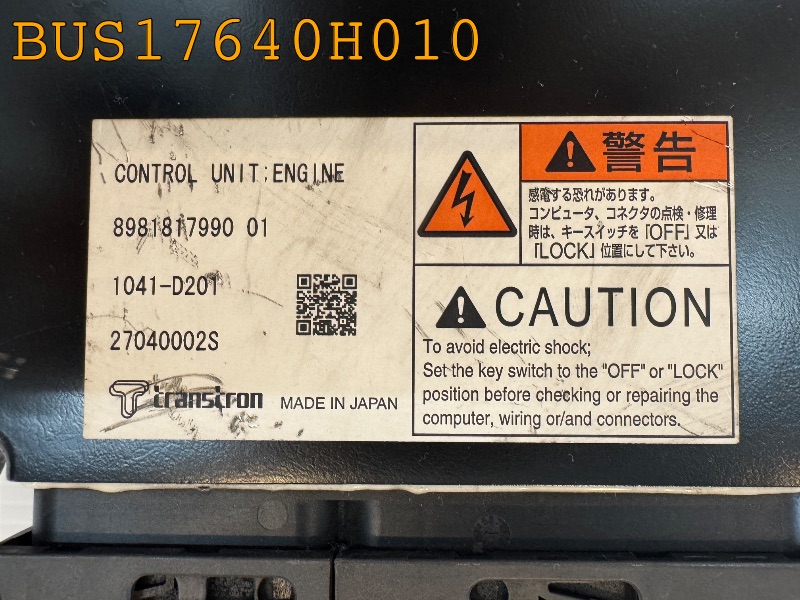 BUS17640H010
CONTROL UNIT;ENGINE
8981817990 01
1041-D201
27040002S
transtron MADE IN JAPAN
警告
感電する恐れがあります。
コンピュータ、コネクタの点検・修理
時は、キースイッチを「OFF」又は
「LOCK」位置にして下さい。
CAUTION
To avoid electric shock;
Set the key switch to the "OFF" or "LOCK"
position before checking or repairing the
computer, wiring or/and connectors.